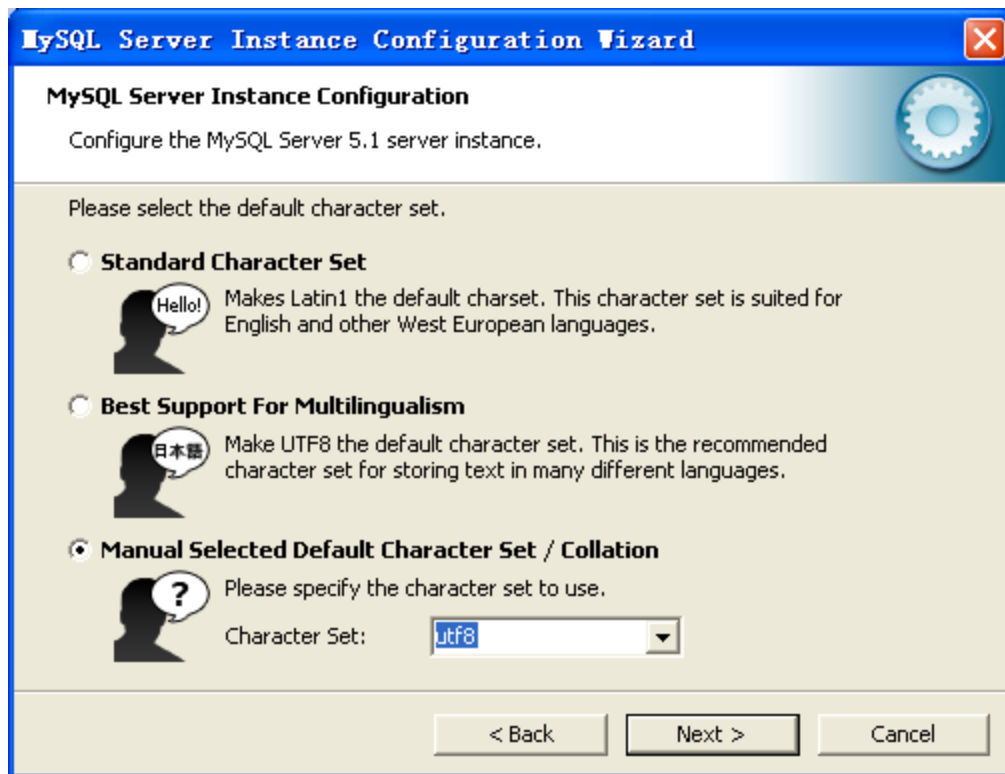 MySQL Server Instance Configuration Wizard
MySQL Server Instance Configuration
Configure the MySQL Server 5.1 server instance.
Please select the default character set.
Standard Character Set
Hello!
Makes Latin1 the default charset. This character set is suited for
English and other West European languages.
Best Support For Multilingualism
日本語
Make UTF8 the default character set. This is the recommended
character set for storing text in many different languages.
Manual Selected Default Character Set / Collation
?
Please specify the character set to use.
Character Set: utf8
< Back Next > Cancel